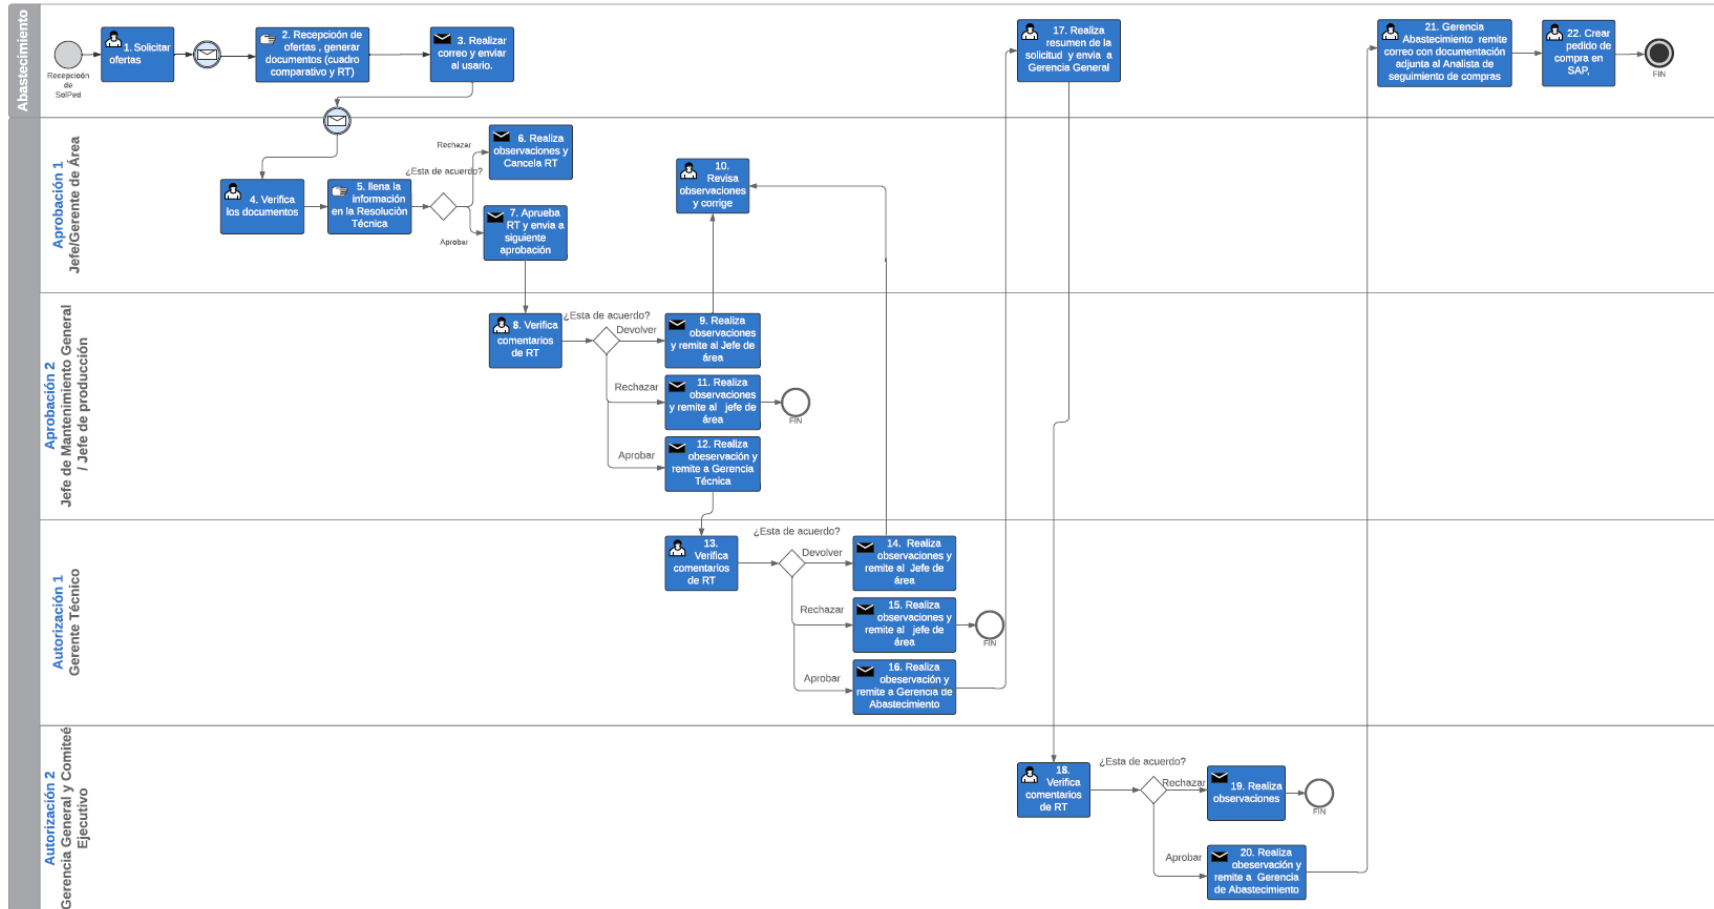 Abastecimiento
Recepción
de
SolPed
1. Solicitar
ofertas
2. Recepción de
ofertas , generar
documentos (cuadro
comparativo y RT)
3. Realizar
correo y enviar
al usario.
17. Realiza
resumen de la
solicitud y envia a
Gerencia General
21. Gerencia
Abastecimiento remite
correo con documentación
adjunta al Analista de
seguimiento de compras
22. Crear
pedido de
compra en
SAP,
FIN
Aprobación 1
Jefe/Gerente de Área
4. Verifica
los documentos
5. llena la
información
en la Resolución
Técnica
¿Esta de acuerdo?
Rechazar
Aprobar
6. Realiza
observaciones y
Cancela RT
7. Aprueba
RT y envia a
siguiente
aprobación
10.
Revisa
observaciones
y corrige
Aprobación 2
Jefe de Mantenimiento General
/ Jefe de producción
8. Verifica
comentarios
de RT
¿Esta de acuerdo?
Devolver
9. Realiza
observaciones
y remite al Jefe de
área
Rechazar
11. Realiza
observaciones
y remite al jefe de
área
FIN
Aprobar
12. Realiza
obeservación y
remite a Gerencia
Técnica
Autorización 1
Gerente Técnico
13.
Verifica
comentarios
de RT
¿Esta de acuerdo?
Devolver
14. Realiza
observaciones y
remite al Jefe de
área
Rechazar
15. Realiza
observaciones y
remite al jefe de
área
FIN
Aprobar
16. Realiza
obeservación y
remite a Gerencia de
Abastecimiento
Autorización 2
Gerencia General y Comiteé
Ejecutivo
18.
Verifica
comentarios
de RT
¿Esta de acuerdo?
Rechazar
19. Realiza
observaciones
FIN
Aprobar
20. Realiza
obeservación y
remite a Gerencia
de Abastecimiento